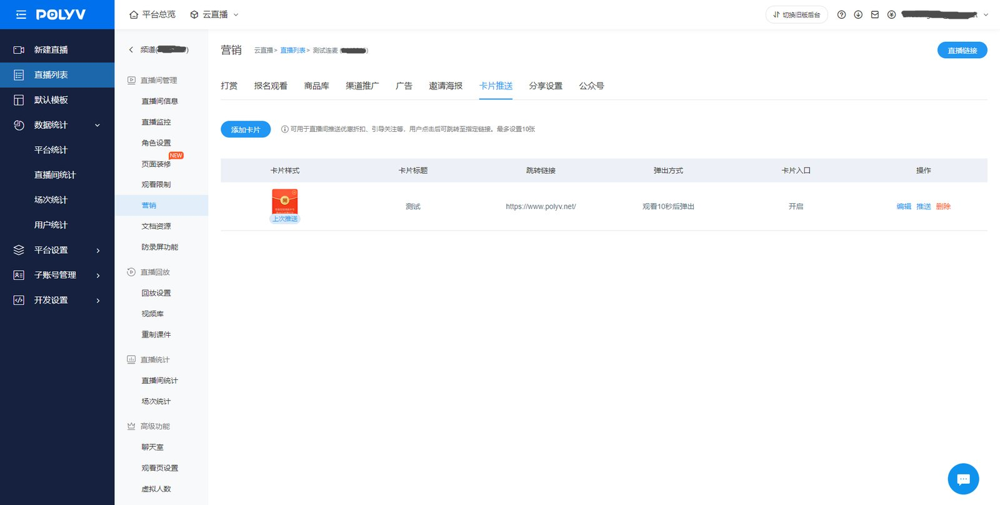 POLYV
平台总览
云直播
切换旧版后台
新建直播
直播列表
默认模板
数据统计
平台统计
直播间统计
场次统计
用户统计
平台设置
子账号管理
开发设置
频道( )
直播间管理
直播间信息
直播监控
角色设置
NEW
页面装修
观看限制
营销
文档资源
防录屏功能
直播回放
回放设置
视频库
重制课件
直播统计
直播间统计
场次统计
高级功能
聊天室
观看页设置
虚拟人数
营销 云直播> 直播列表> 测试连麦 ( )
直播链接
打赏 报名观看 商品库 渠道推广 广告 邀请海报 卡片推送 分享设置 公众号
添加卡片 可用于直播间推送优惠折扣、引导关注等，用户点击后可跳转至指定链接。最多设置10张
卡片样式 卡片标题 跳转链接 弹出方式 卡片入口 操作
上次推送
测试 https://www.polyv.net/ 观看10秒后弹出 开启 编辑 推送 删除